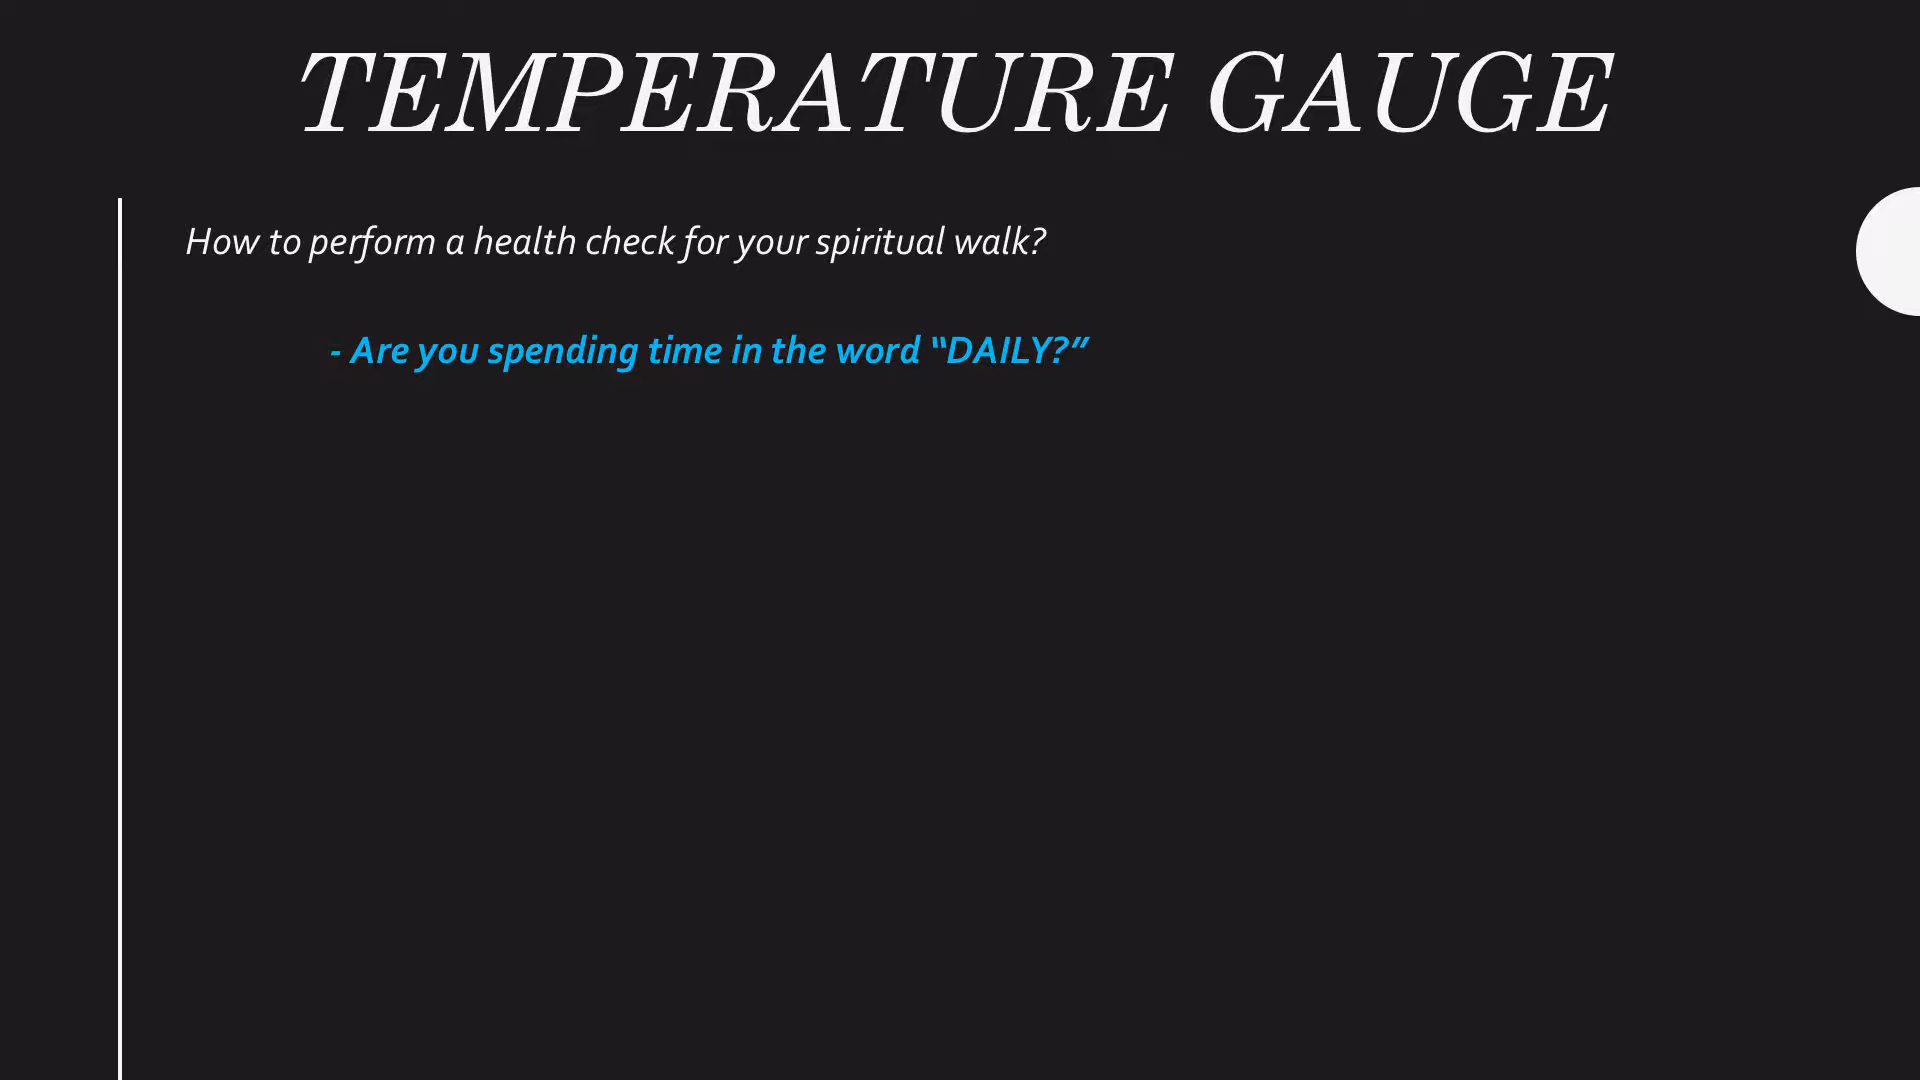 TEMPERATURE GAUGE
How to perform a health check for your spiritual walk?
- Are you spending time in the word “DAILY?”